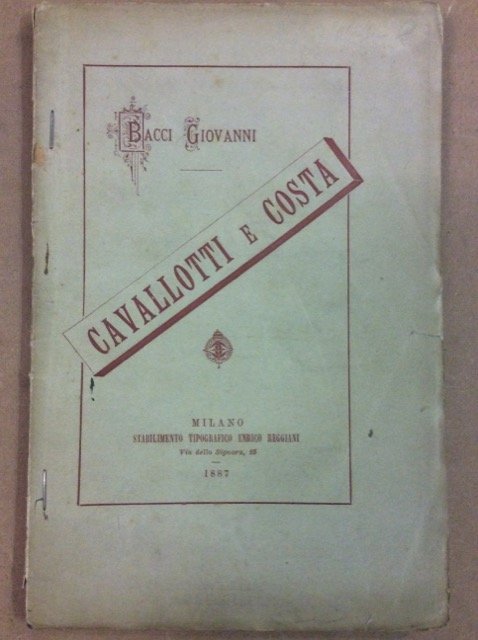 BACCI GIOVANNI
CAVALLOTTI E COSTA
MILANO
STABILIMENTO TIPOGRAFICO ENRICO REGGIANI
Via della Signora, 15
1887